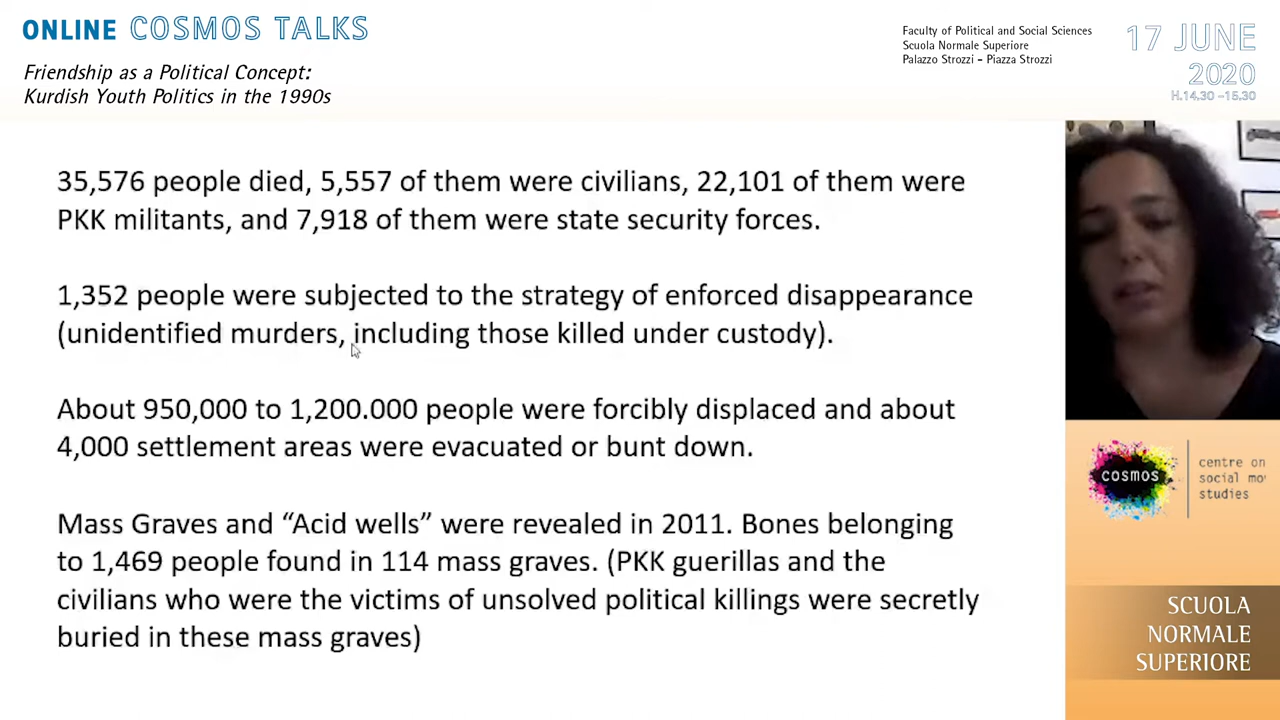 ONLINE COSMOS TALKS
Friendship as a Political Concept:
Kurdish Youth Politics in the 1990s
Faculty of Political and Social Sciences
Scuola Normale Superiore
Palazzo Strozzi - Piazza Strozzi
17 JUNE
2020
H.14.30 -15.30
35,576 people died, 5,557 of them were civilians, 22,101 of them were
PKK militants, and 7,918 of them were state security forces.
1,352 people were subjected to the strategy of enforced disappearance
(unidentified murders, including those killed under custody).
About 950,000 to 1,200.000 people were forcibly displaced and about
4,000 settlement areas were evacuated or bunt down.
Mass Graves and “Acid wells” were revealed in 2011. Bones belonging
to 1,469 people found in 114 mass graves. (PKK guerillas and the
civilians who were the victims of unsolved political killings were secretly
buried in these mass graves)
cosmos
centre on
social mo
studies
SCUOLA
NORMALE
SUPERIORE